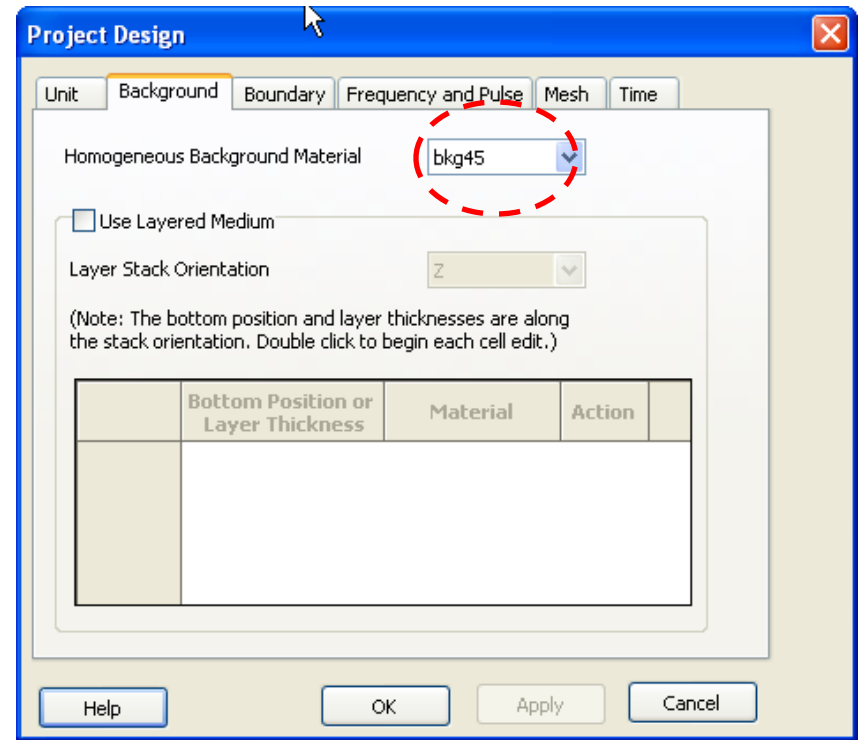 Project Design
Unit Background Boundary Frequency and Pulse Mesh Time
Homogeneous Background Material bkg45
Use Layered Medium
Layer Stack Orientation Z
(Note: The bottom position and layer thicknesses are along
the stack orientation. Double click to begin each cell edit.)
Bottom Position or
Layer Thickness
Material
Action
Help OK Apply Cancel